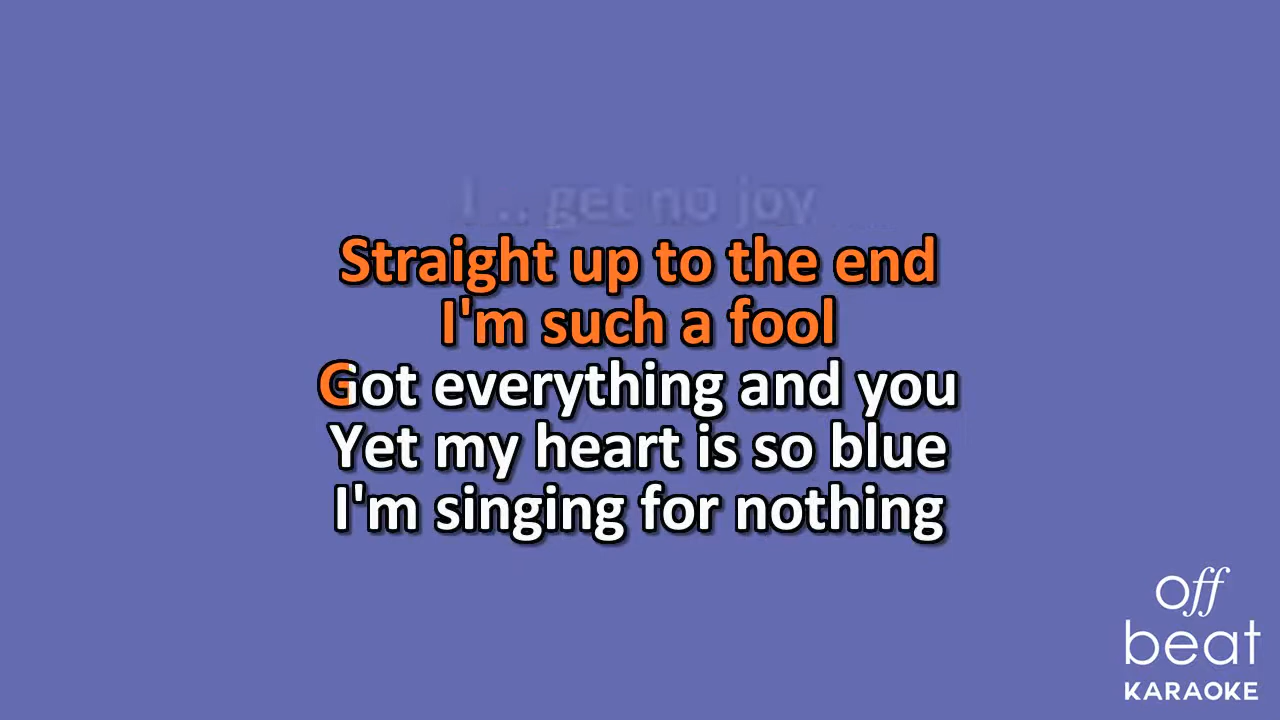 I .. get no joy
Straight up to the end
I'm such a fool
Got everything and you
Yet my heart is so blue
I'm singing for nothing
off
beat
KARAOKE